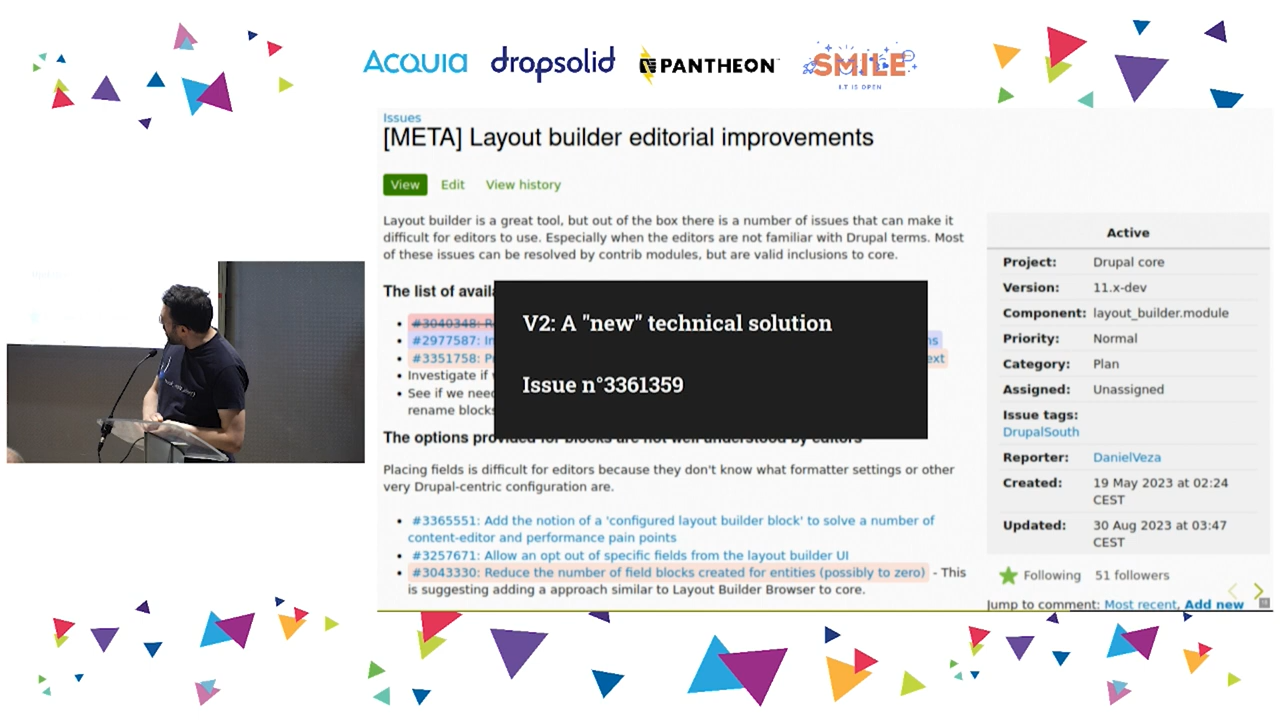 ACQUIA dropsolid PANTHEON SMILE
I.T IS OPEN
Issues
[META] Layout builder editorial improvements
View Edit View history
Layout builder is a great tool, but out of the box there is a number of issues that can make it
difficult for editors to use. Especially when the editors are not familiar with Drupal terms. Most
of these issues can be resolved by contrib modules, but are valid inclusions to core.
The list of availa
#3040348: R
#2977587: In
ns
#3351758: P
ext
Investigate if
See if we need
rename blocks
V2: A "new" technical solution
Issue n°3361359
The options provided for blocks are not well understood by editors
Placing fields is difficult for editors because they don't know what formatter settings or other
very Drupal-centric configuration are.
#3365551: Add the notion of a 'configured layout builder block' to solve a number of
content-editor and performance pain points
#3257671: Allow an opt out of specific fields from the layout builder UI
#3043330: Reduce the number of field blocks created for entities (possibly to zero) - This
is suggesting adding a approach similar to Layout Builder Browser to core.
Active
Project: Drupal core
Version: 11.x-dev
Component: layout_builder.module
Priority: Normal
Category: Plan
Assigned: Unassigned
Issue tags:
DrupalSouth
Reporter: DanielVeza
Created: 19 May 2023 at 02:24
CEST
Updated: 30 Aug 2023 at 03:47
CEST
Following 51 followers
Jump to comment: Most recent, Add new